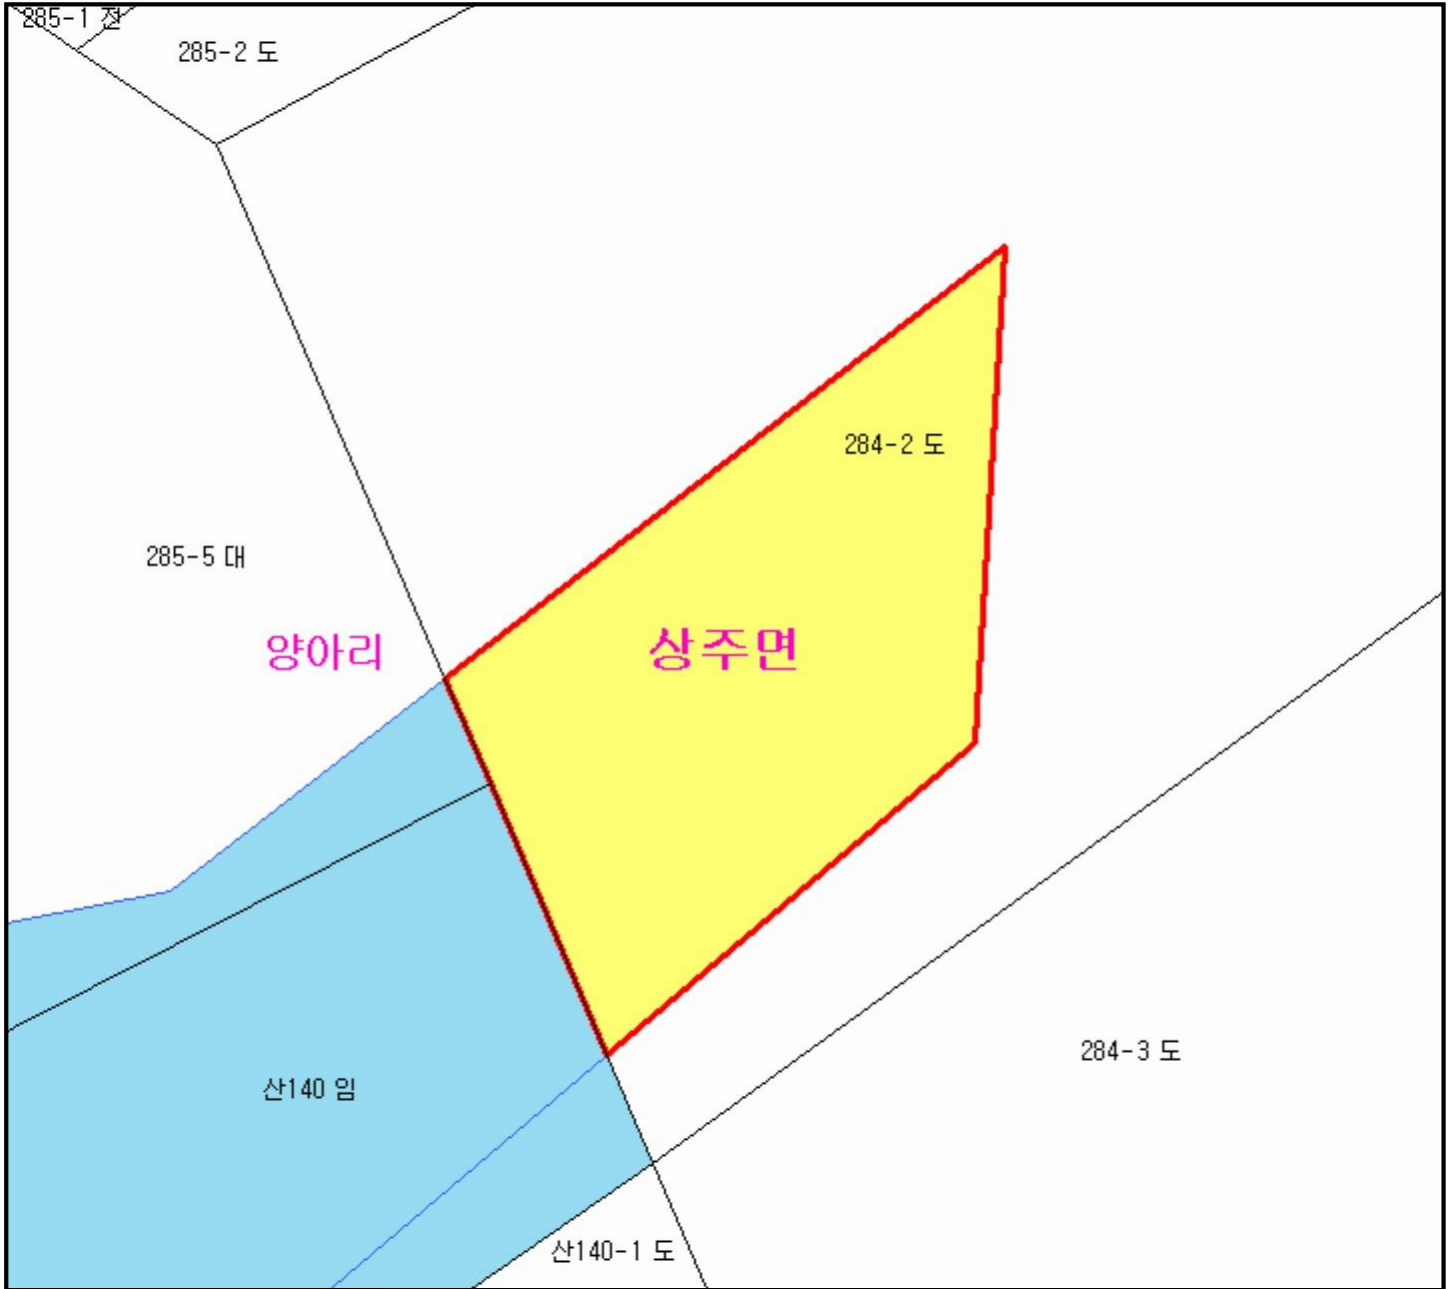 285-1 전
285-2 도
284-2 도
285-5 대
양아리
상주면
284-3 도
산140 임
산140-1 도